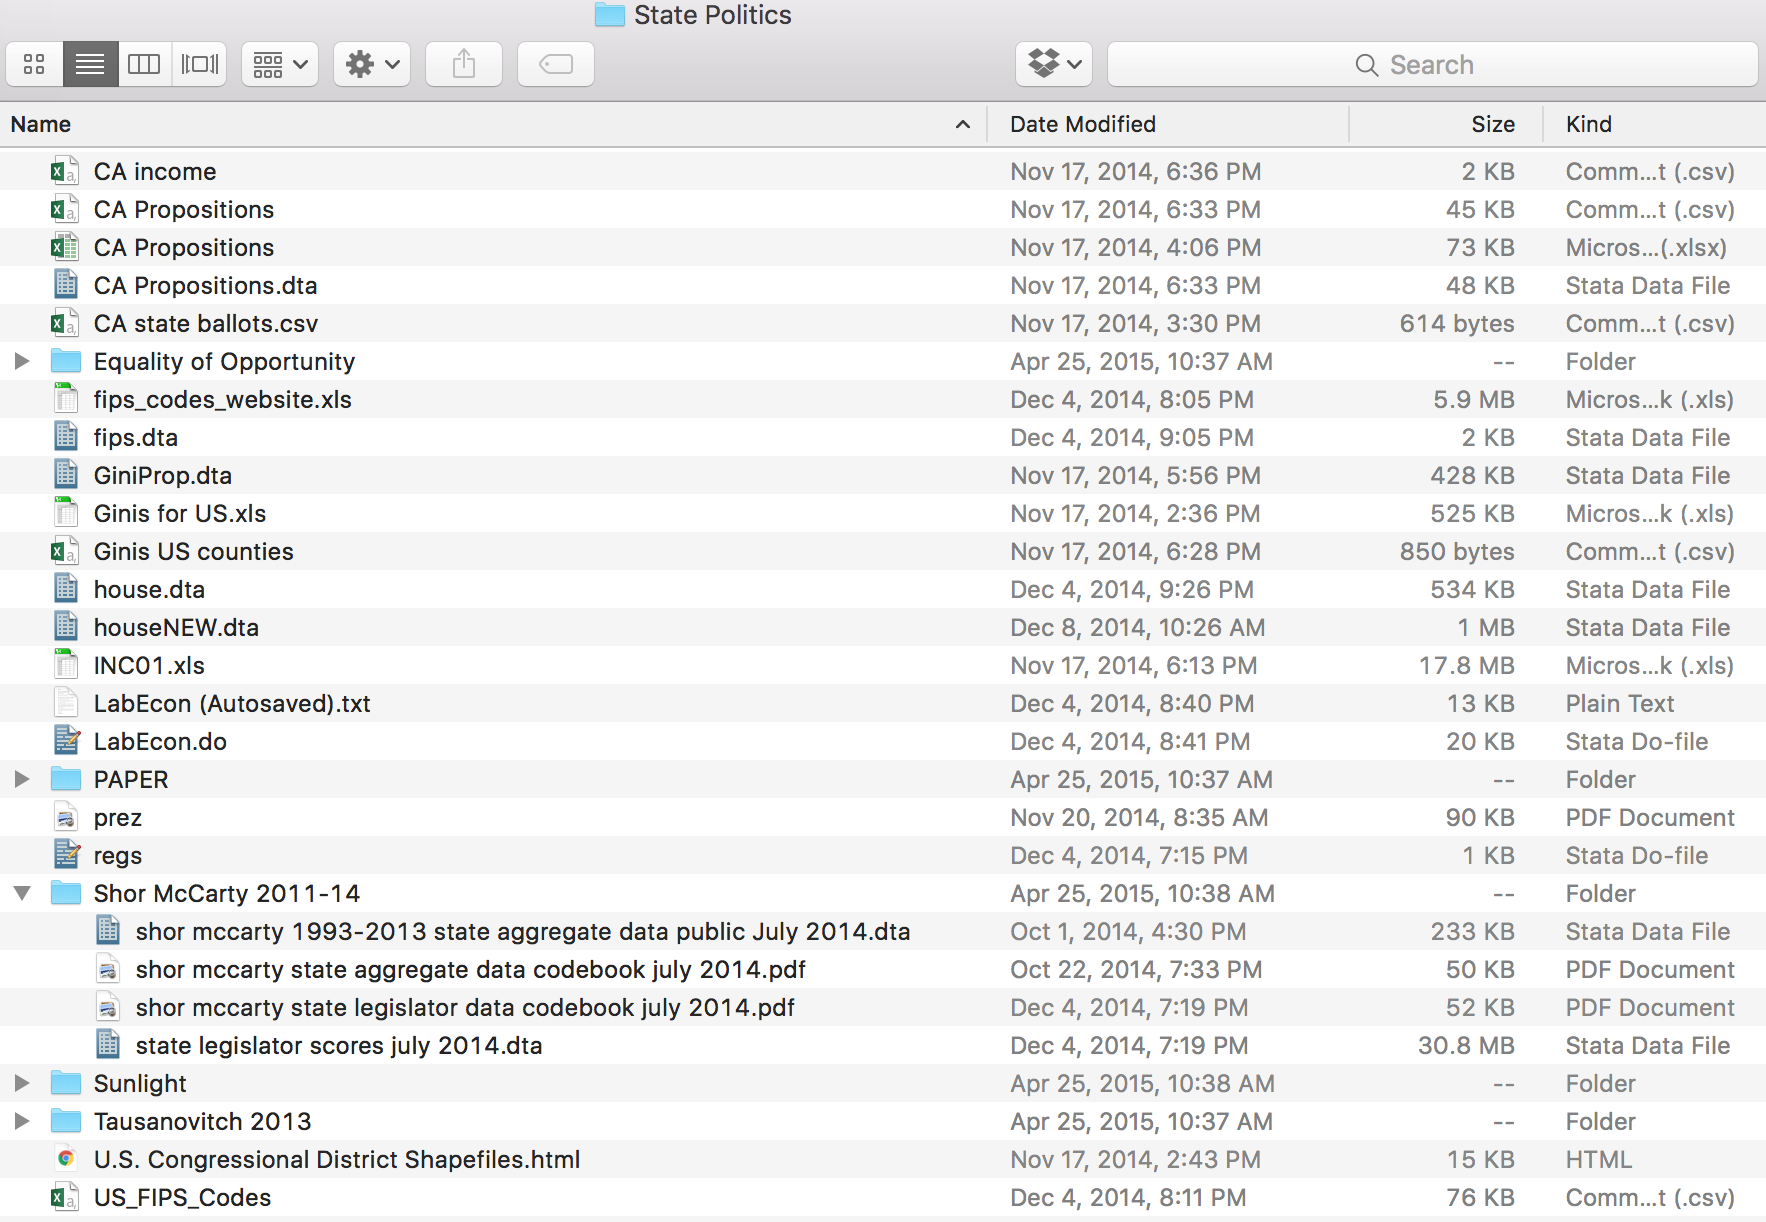 State Politics
Search
Name Date Modified Size Kind
CA income Nov 17, 2014, 6:36 PM 2 KB Comm...t (.csv)
CA Propositions Nov 17, 2014, 6:33 PM 45 KB Comm...t (.csv)
CA Propositions Nov 17, 2014, 4:06 PM 73 KB Micros...(.xlsx)
CA Propositions.dta Nov 17, 2014, 6:33 PM 48 KB Stata Data File
CA state ballots.csv Nov 17, 2014, 3:30 PM 614 bytes Comm...t (.csv)
Equality of Opportunity Apr 25, 2015, 10:37 AM -- Folder
fips_codes_website.xls Dec 4, 2014, 8:05 PM 5.9 MB Micros...k (.xls)
fips.dta Dec 4, 2014, 9:05 PM 2 KB Stata Data File
GiniProp.dta Nov 17, 2014, 5:56 PM 428 KB Stata Data File
Ginis for US.xls Nov 17, 2014, 2:36 PM 525 KB Micros...k (.xls)
Ginis US counties Nov 17, 2014, 6:28 PM 850 bytes Comm...t (.csv)
house.dta Dec 4, 2014, 9:26 PM 534 KB Stata Data File
houseNEW.dta Dec 8, 2014, 10:26 AM 1 MB Stata Data File
INC01.xls Nov 17, 2014, 6:13 PM 17.8 MB Micros...k (.xls)
LabEcon (Autosaved).txt Dec 4, 2014, 8:40 PM 13 KB Plain Text
LabEcon.do Dec 4, 2014, 8:41 PM 20 KB Stata Do-file
PAPER Apr 25, 2015, 10:37 AM -- Folder
prez Nov 20, 2014, 8:35 AM 90 KB PDF Document
regs Dec 4, 2014, 7:15 PM 1 KB Stata Do-file
Shor McCarty 2011-14 Apr 25, 2015, 10:38 AM -- Folder
shor mccarty 1993-2013 state aggregate data public July 2014.dta Oct 1, 2014, 4:30 PM 233 KB Stata Data File
shor mccarty state aggregate data codebook july 2014.pdf Oct 22, 2014, 7:33 PM 50 KB PDF Document
shor mccarty state legislator data codebook july 2014.pdf Dec 4, 2014, 7:19 PM 52 KB PDF Document
state legislator scores july 2014.dta Dec 4, 2014, 7:19 PM 30.8 MB Stata Data File
Sunlight Apr 25, 2015, 10:38 AM -- Folder
Tausanovitch 2013 Apr 25, 2015, 10:37 AM -- Folder
U.S. Congressional District Shapefiles.html Nov 17, 2014, 2:43 PM 15 KB HTML
US_FIPS_Codes Dec 4, 2014, 8:11 PM 76 KB Comm...t (.csv)